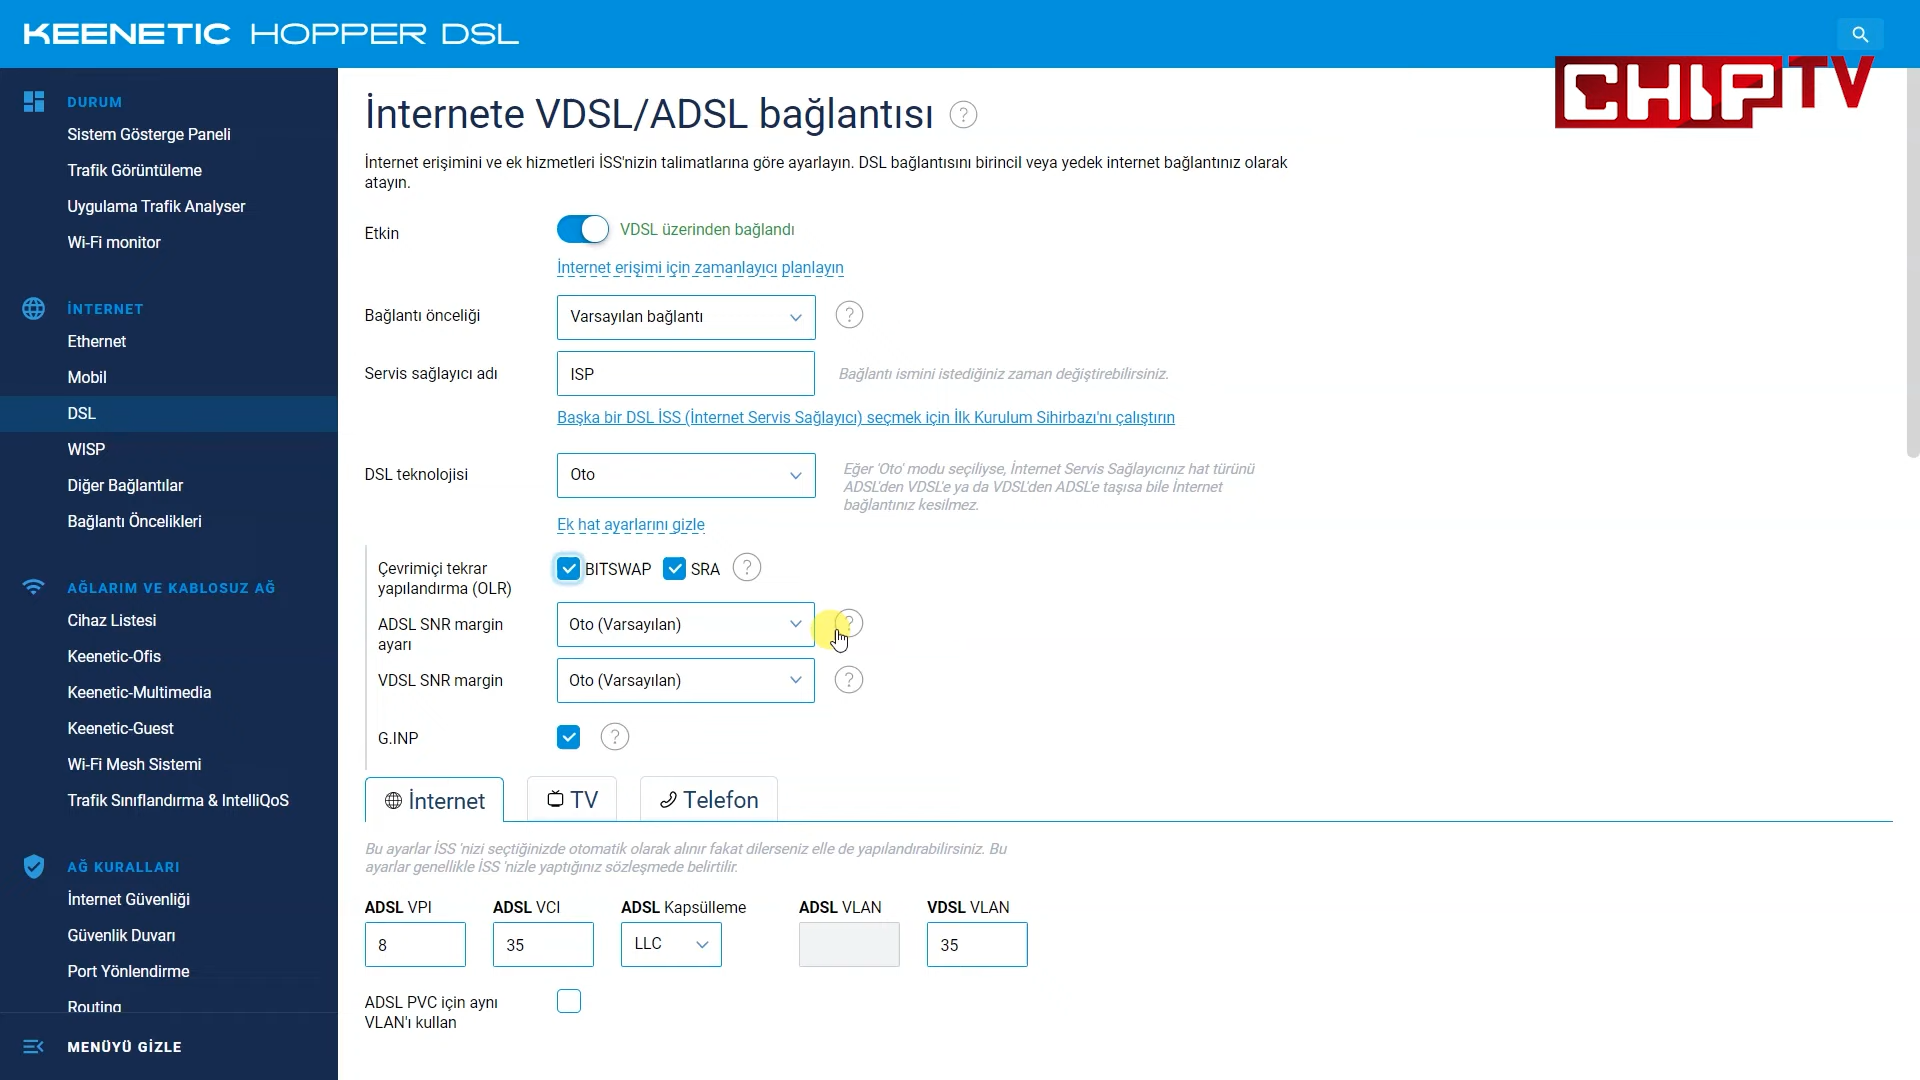 KEENETIC HOPPER DSL
CHIPTV
DURUM
Sistem Gösterge Paneli
Trafik Görüntüleme
Uygulama Trafik Analyser
Wi-Fi monitor
İNTERNET
Ethernet
Mobil
DSL
WISP
Diğer Bağlantılar
Bağlantı Öncelikleri
AĞLARIM VE KABLOSUZ AĞ
Cihaz Listesi
Keenetic-Ofis
Keenetic-Multimedia
Keenetic-Guest
Wi-Fi Mesh Sistemi
Trafik Sınıflandırma & IntelliQoS
AĞ KURALLARI
İnternet Güvenliği
Güvenlik Duvarı
Port Yönlendirme
Routing
MENÜYÜ GİZLE
İnternete VDSL/ADSL bağlantısı ?
İnternet erişimini ve ek hizmetleri İSS'nizin talimatlarına göre ayarlayın. DSL bağlantısını birincil veya yedek internet bağlantınız olarak
atayın.
Etkin VDSL üzerinden bağlandı
İnternet erişimi için zamanlayıcı planlayın
Bağlantı önceliği Varsayılan bağlantı ?
Servis sağlayıcı adı ISP Bağlantı ismini istediğiniz zaman değiştirebilirsiniz.
Başka bir DSL İSS (İnternet Servis Sağlayıcı) seçmek için İlk Kurulum Sihirbazı'nı çalıştırın
DSL teknolojisi Oto
Eğer 'Oto' modu seçiliyse, İnternet Servis Sağlayıcınız hat türünü
ADSL'den VDSL'e ya da VDSL'den ADSL'e taşısa bile İnternet
bağlantınız kesilmez.
Ek hat ayarlarını gizle
Çevrimiçi tekrar
yapılandırma (OLR)
BITSWAP SRA ?
ADSL SNR margin
ayarı
Oto (Varsayılan) ?
VDSL SNR margin Oto (Varsayılan) ?
G.INP ?
İnternet TV Telefon
Bu ayarlar İSS 'nizi seçtiğinizde otomatik olarak alınır fakat dilerseniz elle de yapılandırabilirsiniz. Bu
ayarlar genellikle İSS 'nizle yaptığınız sözleşmede belirtilir.
ADSL VPI ADSL VCI ADSL Kapsülleme ADSL VLAN VDSL VLAN
8 35 LLC 35
ADSL PVC için aynı
VLAN'ı kullan